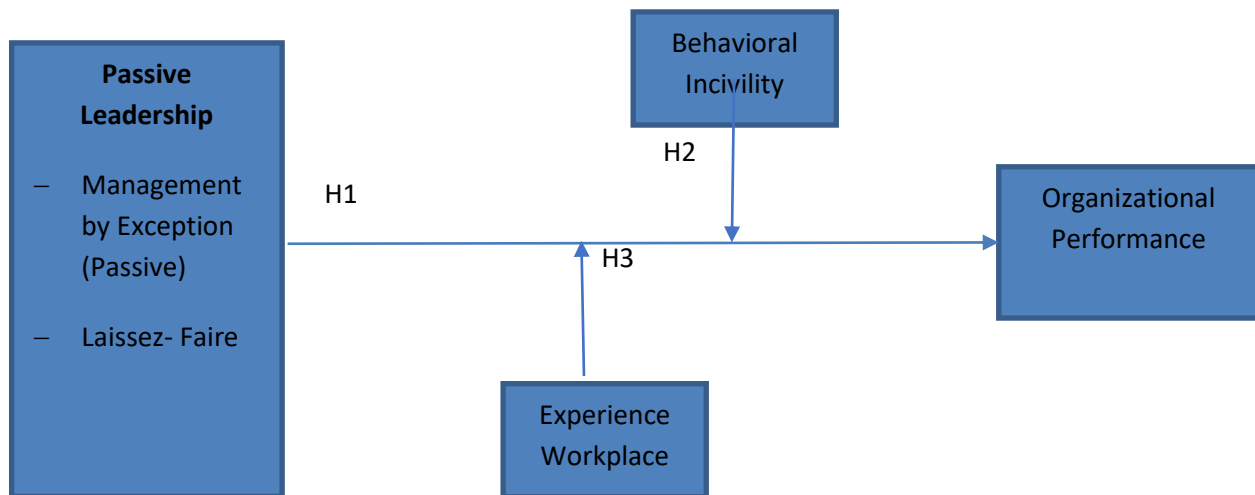 Passive
Leadership
– Management
by Exception
(Passive)
– Laissez- Faire
H1
Behavioral
Incivility
H2
H3
Organizational
Performance
Experience
Workplace